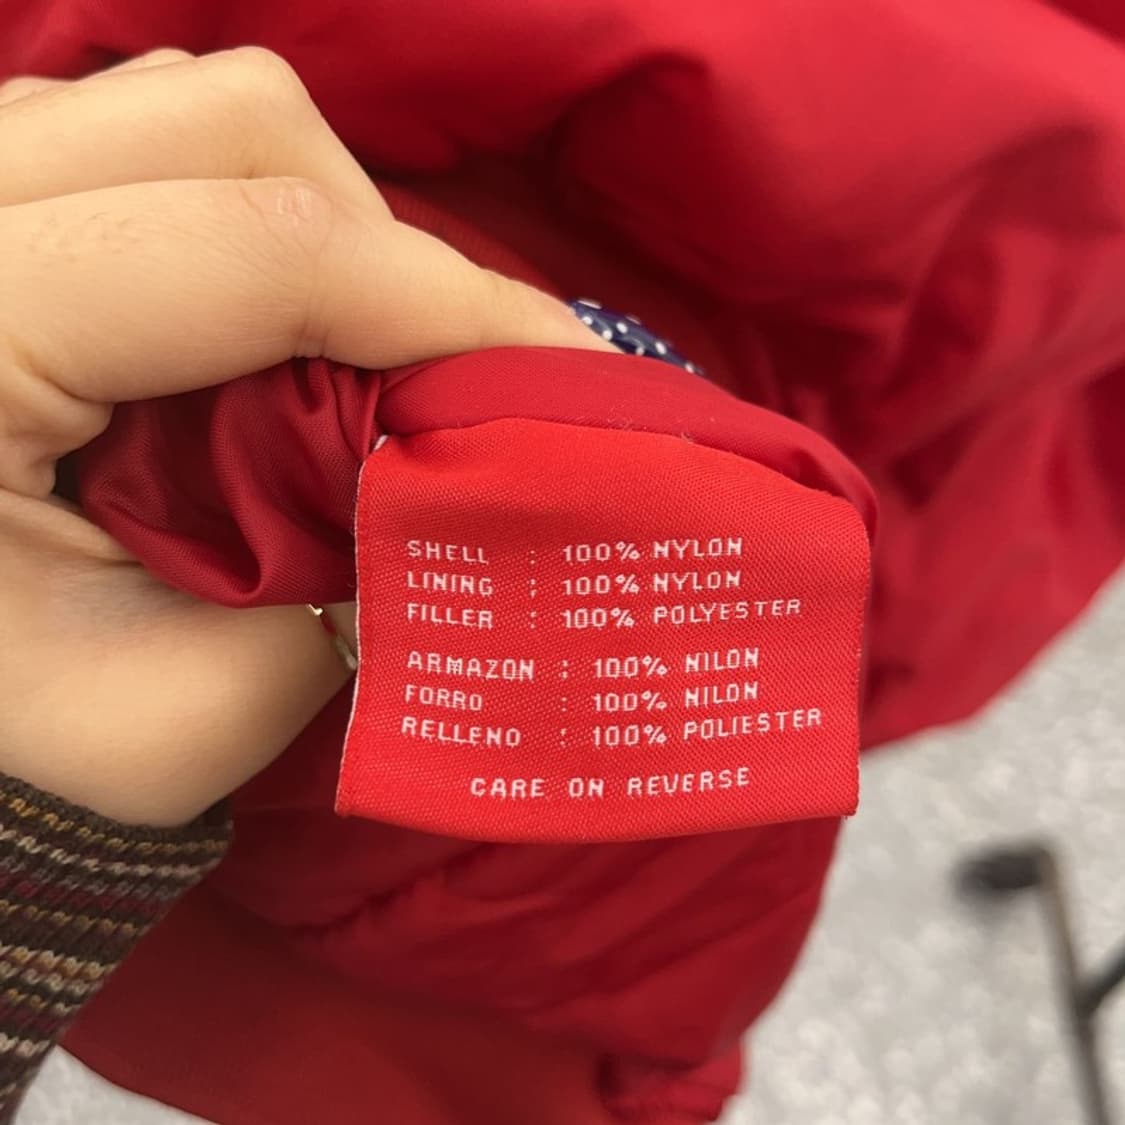 SHELL : 100% NYLON
LINING : 100% NYLON
FILLER : 100% POLYESTER
ARMAZON : 100% NILON
FORRO : 100% NILON
RELLENO : 100% POLIESTER
CARE ON REVERSE